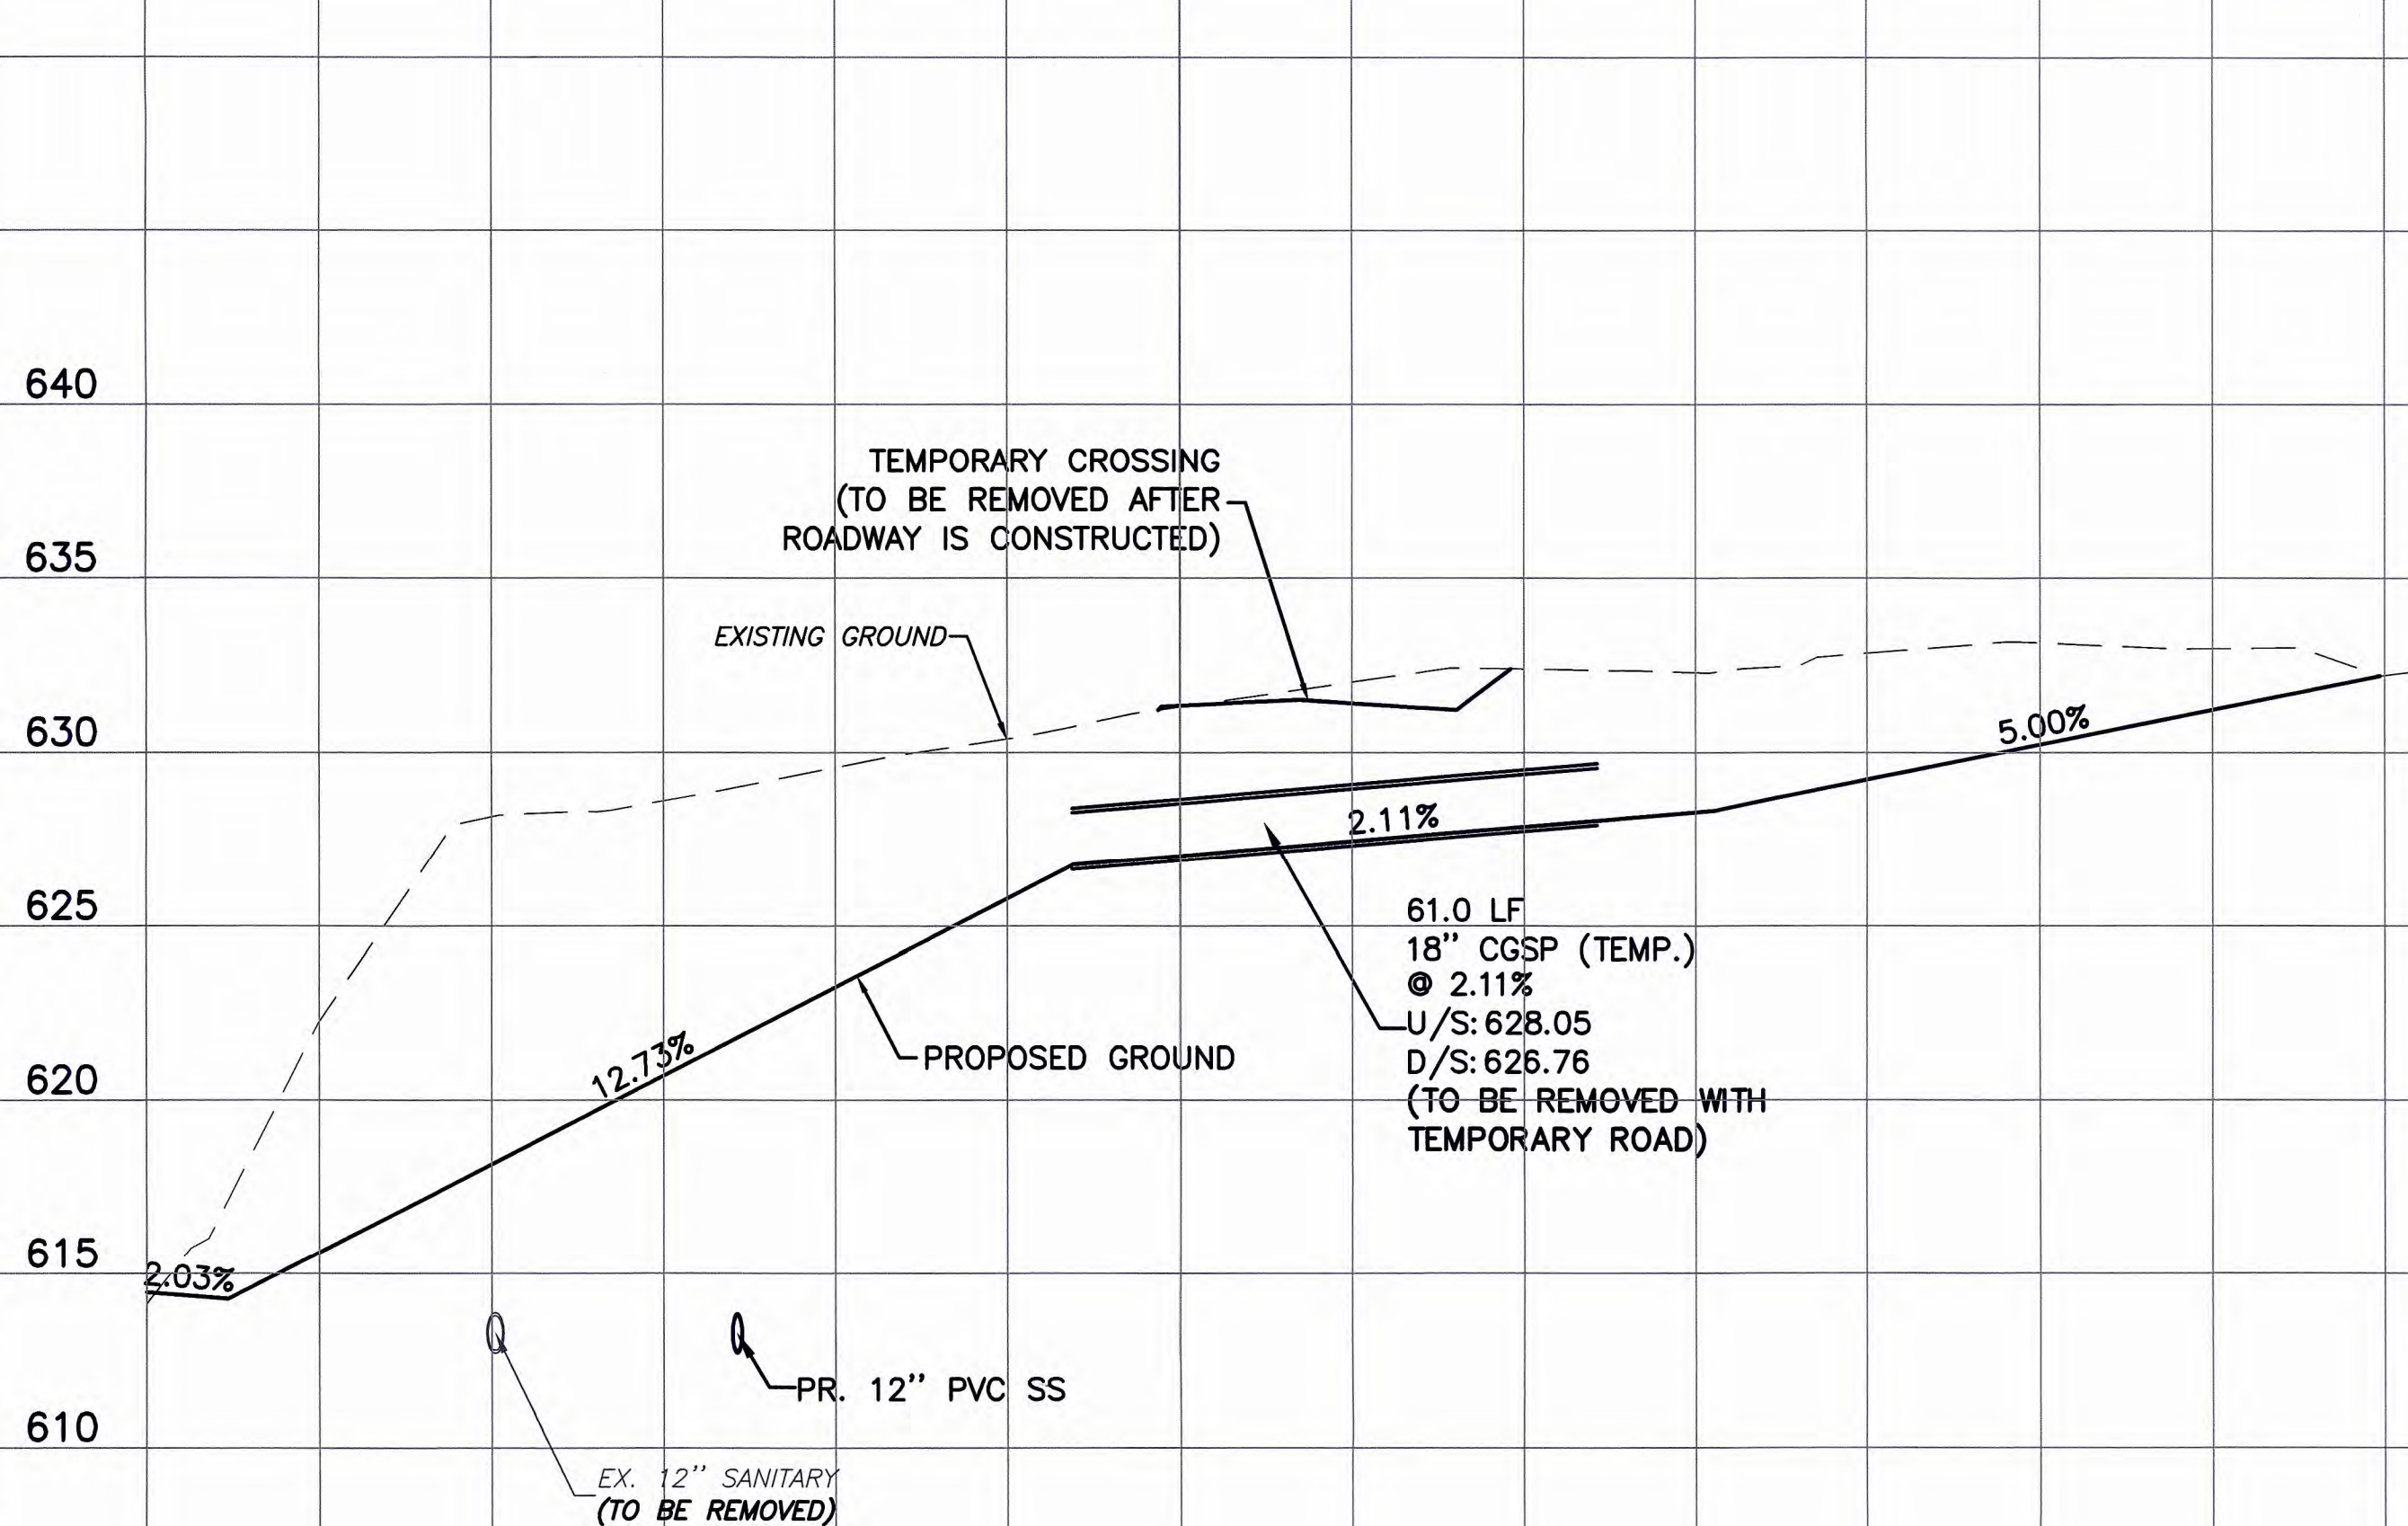 640
TEMPORARY CROSSING
(TO BE REMOVED AFTER
ROADWAY IS CONSTRUCTED)
635
EXISTING GROUND
630
5.00%
2.11%
625
61.0 LF
18" CGSP (TEMP.)
@ 2.11%
U/S: 628.05
D/S: 626.76
(TO BE REMOVED WITH
TEMPORARY ROAD)
PROPOSED GROUND
12.73%
620
615
2.03%
PR. 12" PVC SS
610
EX. 12" SANITARY
(TO BE REMOVED)